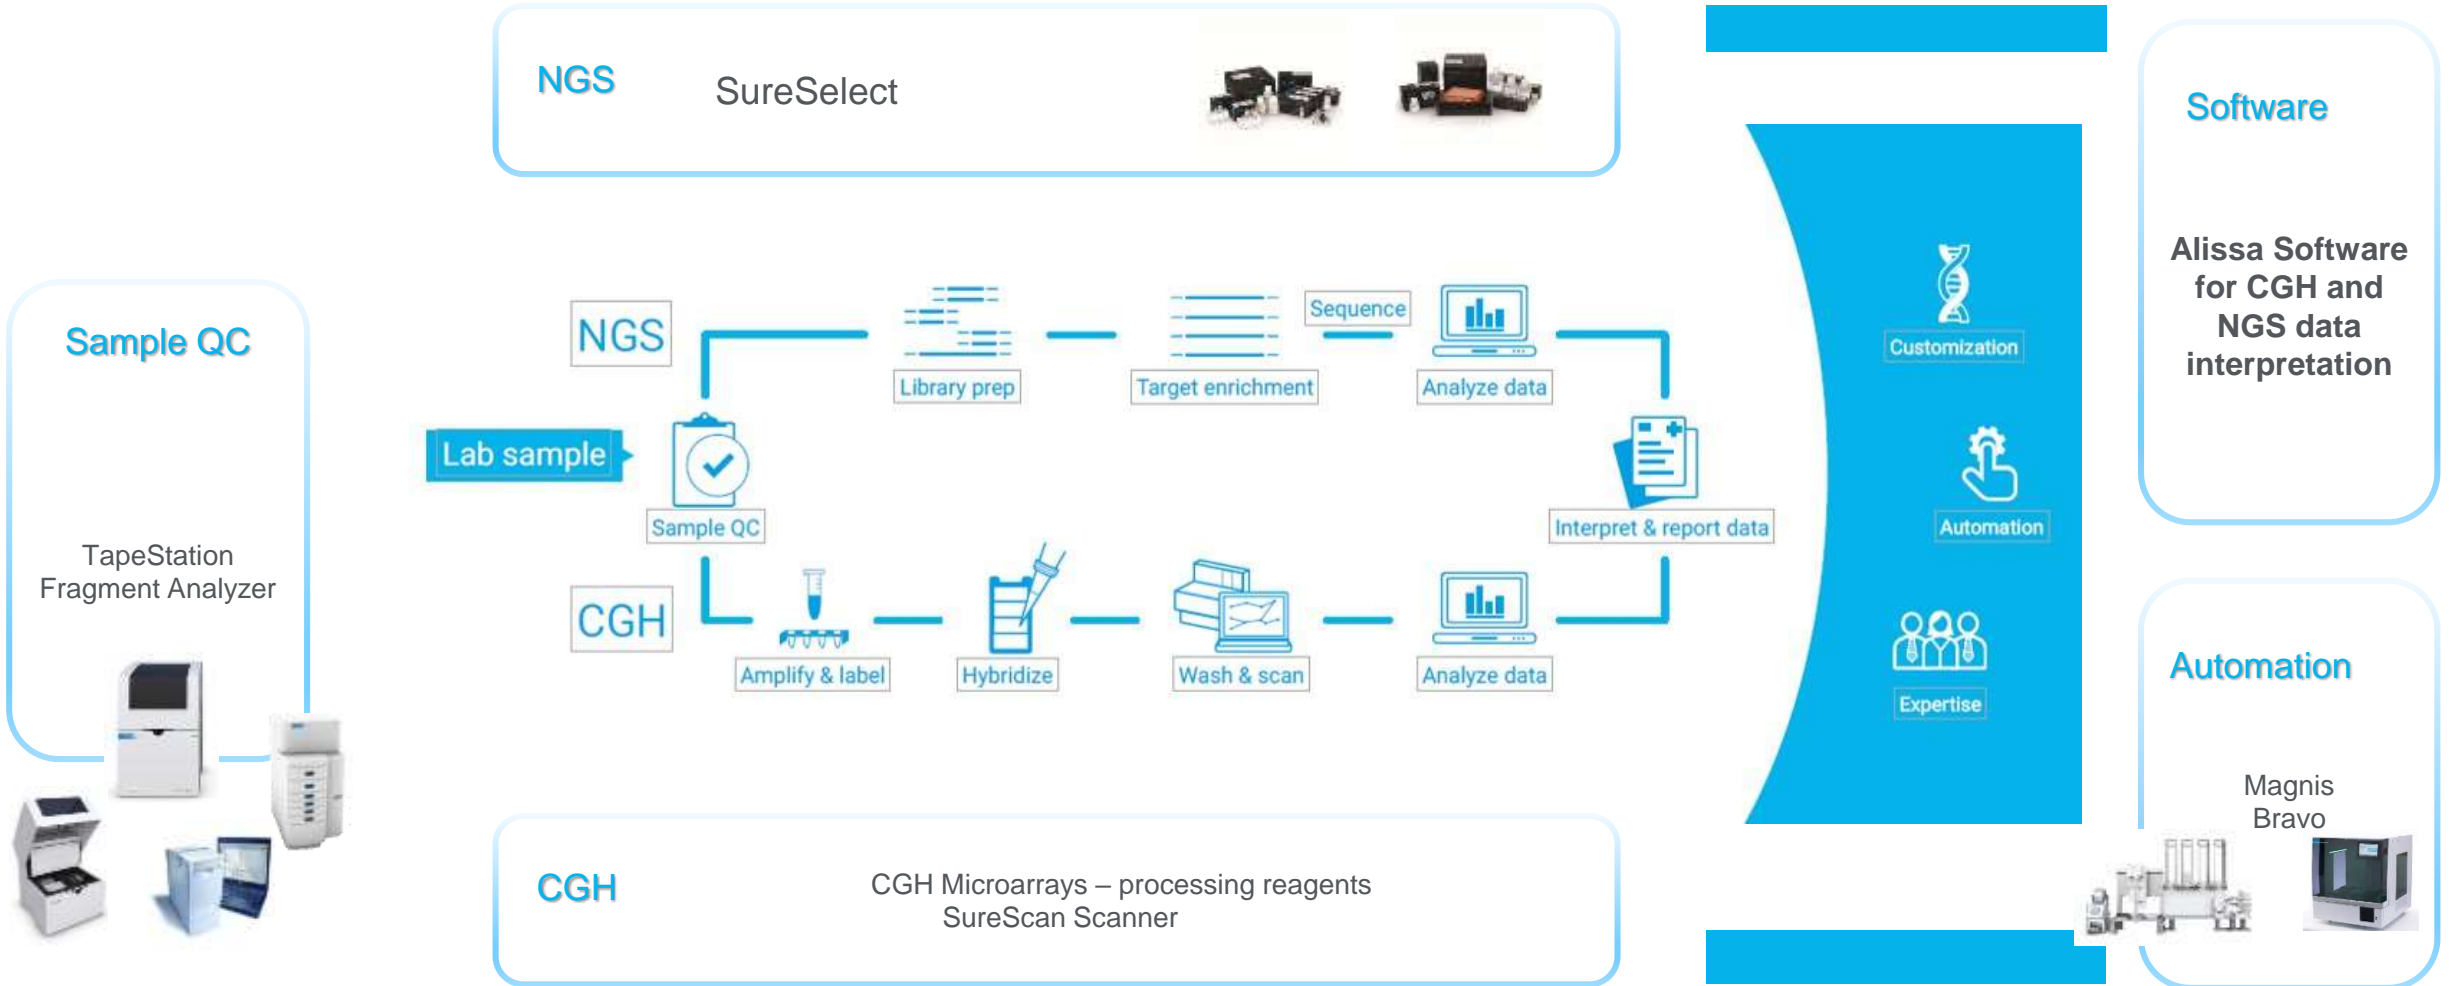 NGS
SureSelect
Software
Alissa Software
for CGH and
NGS data
interpretation
Sample QC
TapeStation
Fragment Analyzer
NGS
Library prep
Target enrichment
Sequence
Analyze data
Lab sample
Sample QC
Interpret & report data
CGH
Amplify & label
Hybridize
Wash & scan
Analyze data
Customization
Automation
Expertise
Automation
Magnis
Bravo
CGH
CGH Microarrays – processing reagents
SureScan Scanner